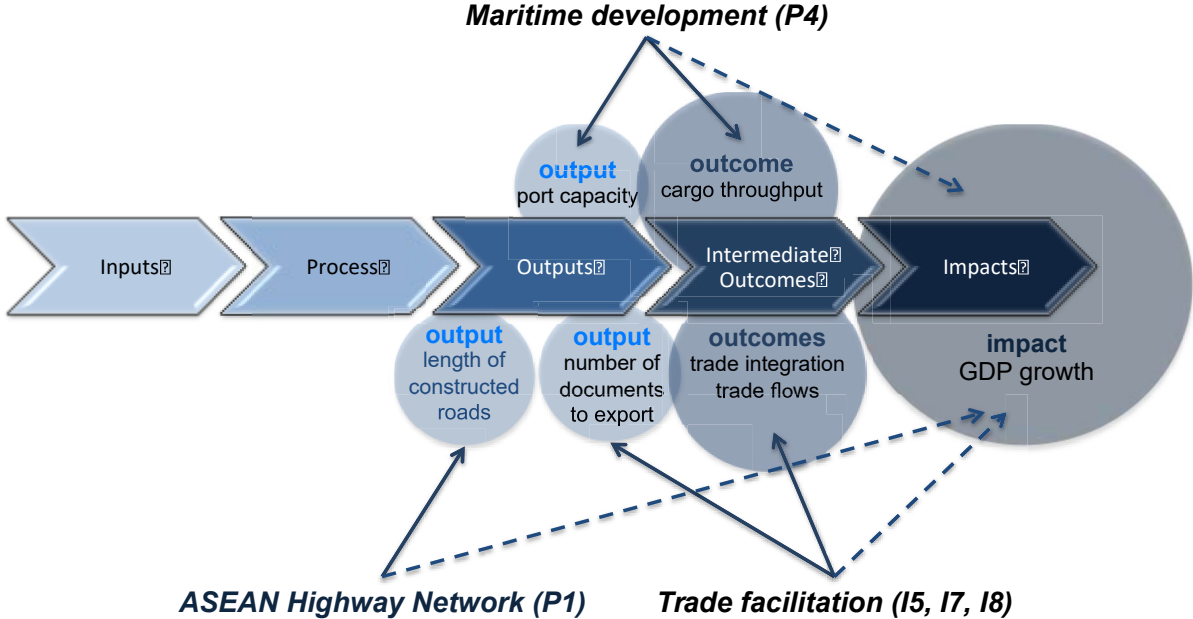 Maritime development (P4)
output
port capacity
outcome
cargo throughput
Inputs
Process
Outputs
Intermediate
Outcomes
Impacts
output
length of
constructed
roads
output
number of
documents
to export
outcomes
trade integration
trade flows
impact
GDP growth
ASEAN Highway Network (P1)
Trade facilitation (I5, I7, I8)